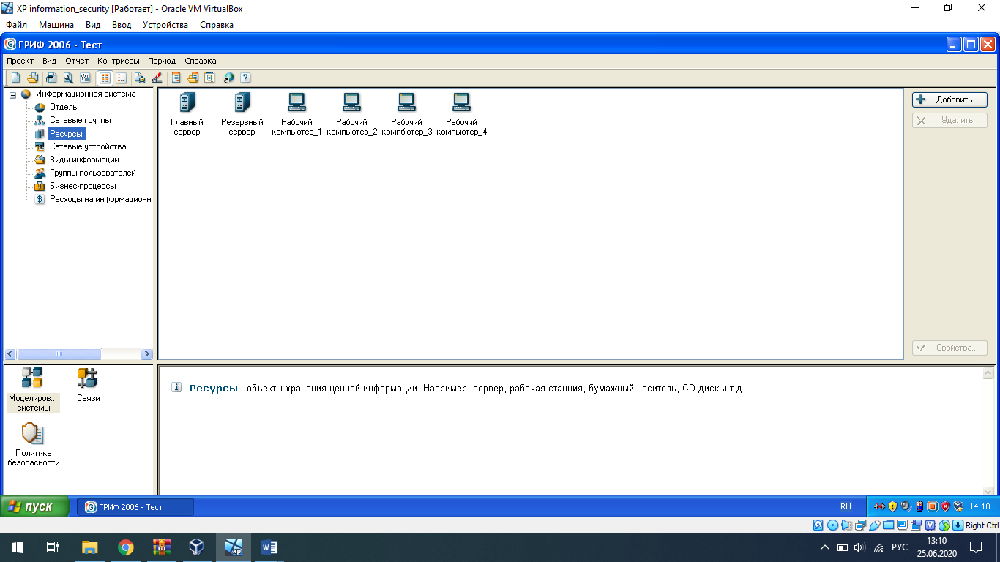 XP information_security [Работает] - Oracle VM VirtualBox
Файл Машина Вид Ввод Устройства Справка
ГРИФ 2006 - Тест
Проект Вид Отчет Контрмеры Период Справка
Информационная система
Отделы
Сетевые группы
Ресурсы
Сетевые устройства
Виды информации
Группы пользователей
Бизнес-процессы
Расходы на информационну
Главный
сервер
Резервный
сервер
Рабочий
компьютер_1
Рабочий
компьютер_2
Рабочий
компбютер_3
Рабочий
компьютер_4
Добавить...
Удалить
Свойства...
Моделиров...
системы
Связи
Политика
безопасности
Ресурсы - объекты хранения ценной информации. Например, сервер, рабочая станция, бумажный носитель, CD-диск и т.д.
пуск
ГРИФ 2006 - Тест
RU
14:10
Right Ctrl
РУС
13:10
25.06.2020